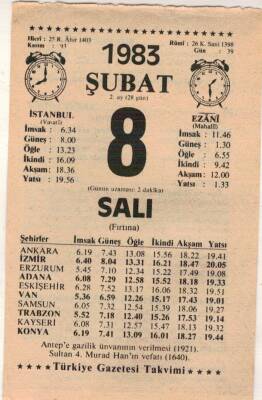 Hicrî : 25 R. Âhir 1403
Kasım : 93
Rûmî : 26 K. Sani 1398
Gün : 39
1983
ŞUBAT
2. ay (28 gün)
8
İSTANBUL
(Vasatî)
İmsak : 6.34
Güneş : 8.00
Öğle : 13.23
İkindi : 16.09
Akşam : 18.36
Yatsı : 19.56
EZANÎ
(Mahallî)
İmsak : 11.46
Güneş : 1.30
Öğle : 6.55
İkindi : 9.42
Akşam : 12.00
Yatsı : 1.33
(Günün uzaması: 2 dakika)
SALI
(Fırtına)
Şehirler İmsak Güneş Öğle İkindi Akşam Yatsı
ANKARA 6.19 7.43 13.08 15.56 18.22 19.41
İZMİR 6.40 8.04 13.31 16.21 18.47 20.05
ERZURUM 5.45 7.10 12.34 15.22 17.49 19.08
ADANA 6.08 7.29 12.58 15.52 18.18 19.33
ESKİŞEHİR 6.28 7.52 13.17 16.06 18.32 19.51
VAN 5.36 6.59 12.26 15.17 17.43 19.01
SAMSUN 6.05 7.32 12.54 15.39 18.06 19.27
TRABZON 5.52 7.18 12.40 15.26 17.53 19.14
KAYSERİ 6.08 7.31 12.57 15.47 18.13 19.32
KONYA 6.19 7.41 13.09 16.01 18.27 19.44
Antep'e gazilik ünvanının verilmesi (1921).
Sultan 4. Murad Han'ın vefatı (1640).
Türkiye Gazetesi Takvimi